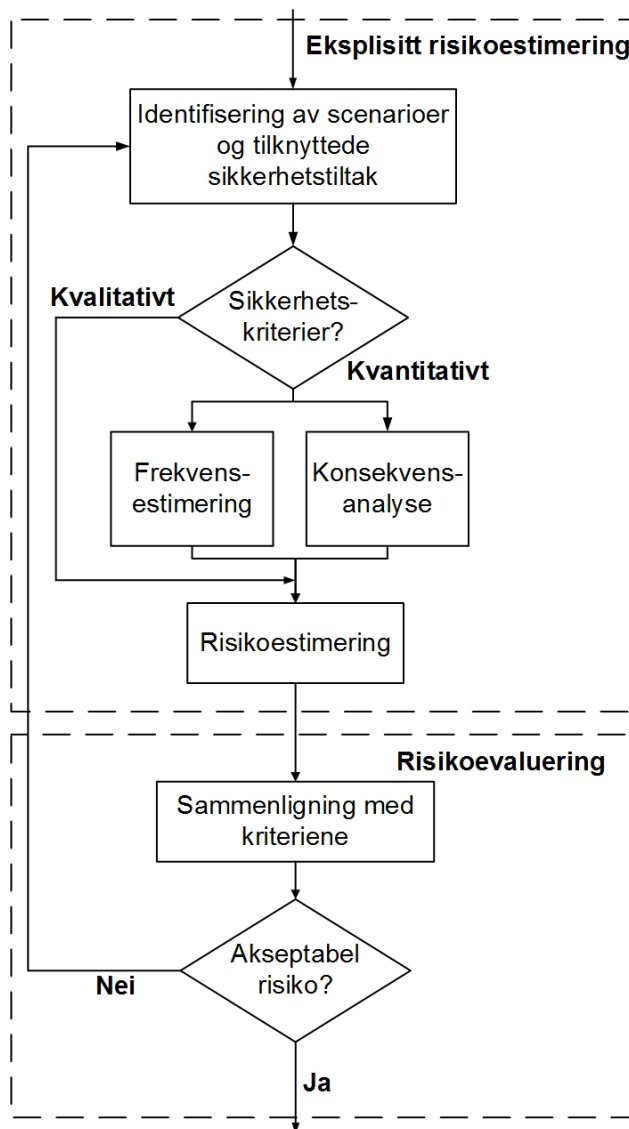 Eksplisitt risikoestimering
Identifisering av scenarioer
og tilknyttede
sikkerhetstiltak
Kvalitativt
Sikkerhets-
kriterier?
Kvantitativt
Frekvens-
estimering
Konsekvens-
analyse
Risikoestimering
Risikoevaluering
Sammenligning med
kriteriene
Akseptabel
risiko?
Nei
Ja